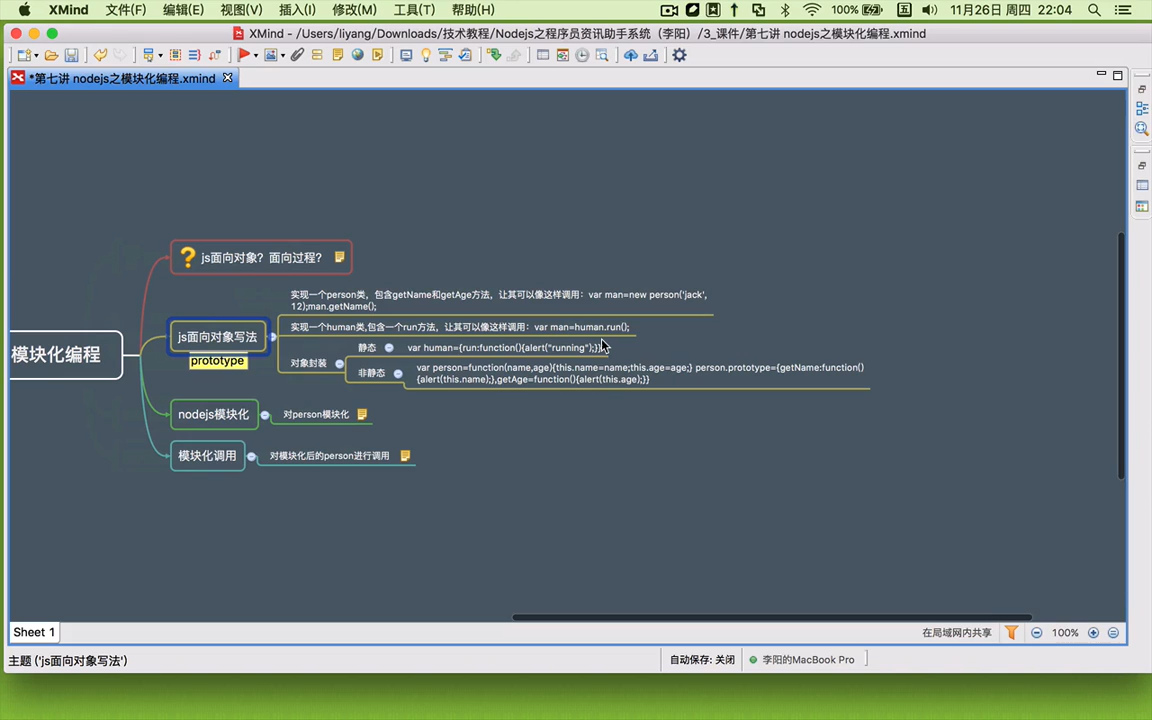 XMind 文件(F) 编辑(E) 视图(V) 插入(I) 修改(M) 工具(T) 帮助(H) 100% 五 11月26日 周四 22:04
XMind - /Users/liyang/Downloads/技术教程/Nodejs之程序员资讯助手系统（李阳）/3_课件/第七讲 nodejs之模块化编程.xmind
*第七讲 nodejs之模块化编程.xmind
js面向对象？面向过程？
实现一个person类，包含getName和getAge方法，让其可以像这样调用：var man=new person('jack',
12);man.getName();
实现一个human类,包含一个run方法，让其可以像这样调用：var man=human.run();
js面向对象写法
prototype
静态 var human={run:function(){alert("running";}}
对象封装
非静态
var person=function(name,age){this.name=name;this.age=age;} person.prototype={getName:function()
{alert(this.name);},getAge=function(){alert(this.age);}}
模块化编程
nodejs模块化 对person模块化
模块化调用 对模块化后的person进行调用
Sheet 1 在局域网内共享 100%
主题 ('js面向对象写法') 自动保存: 关闭 李阳的MacBook Pro